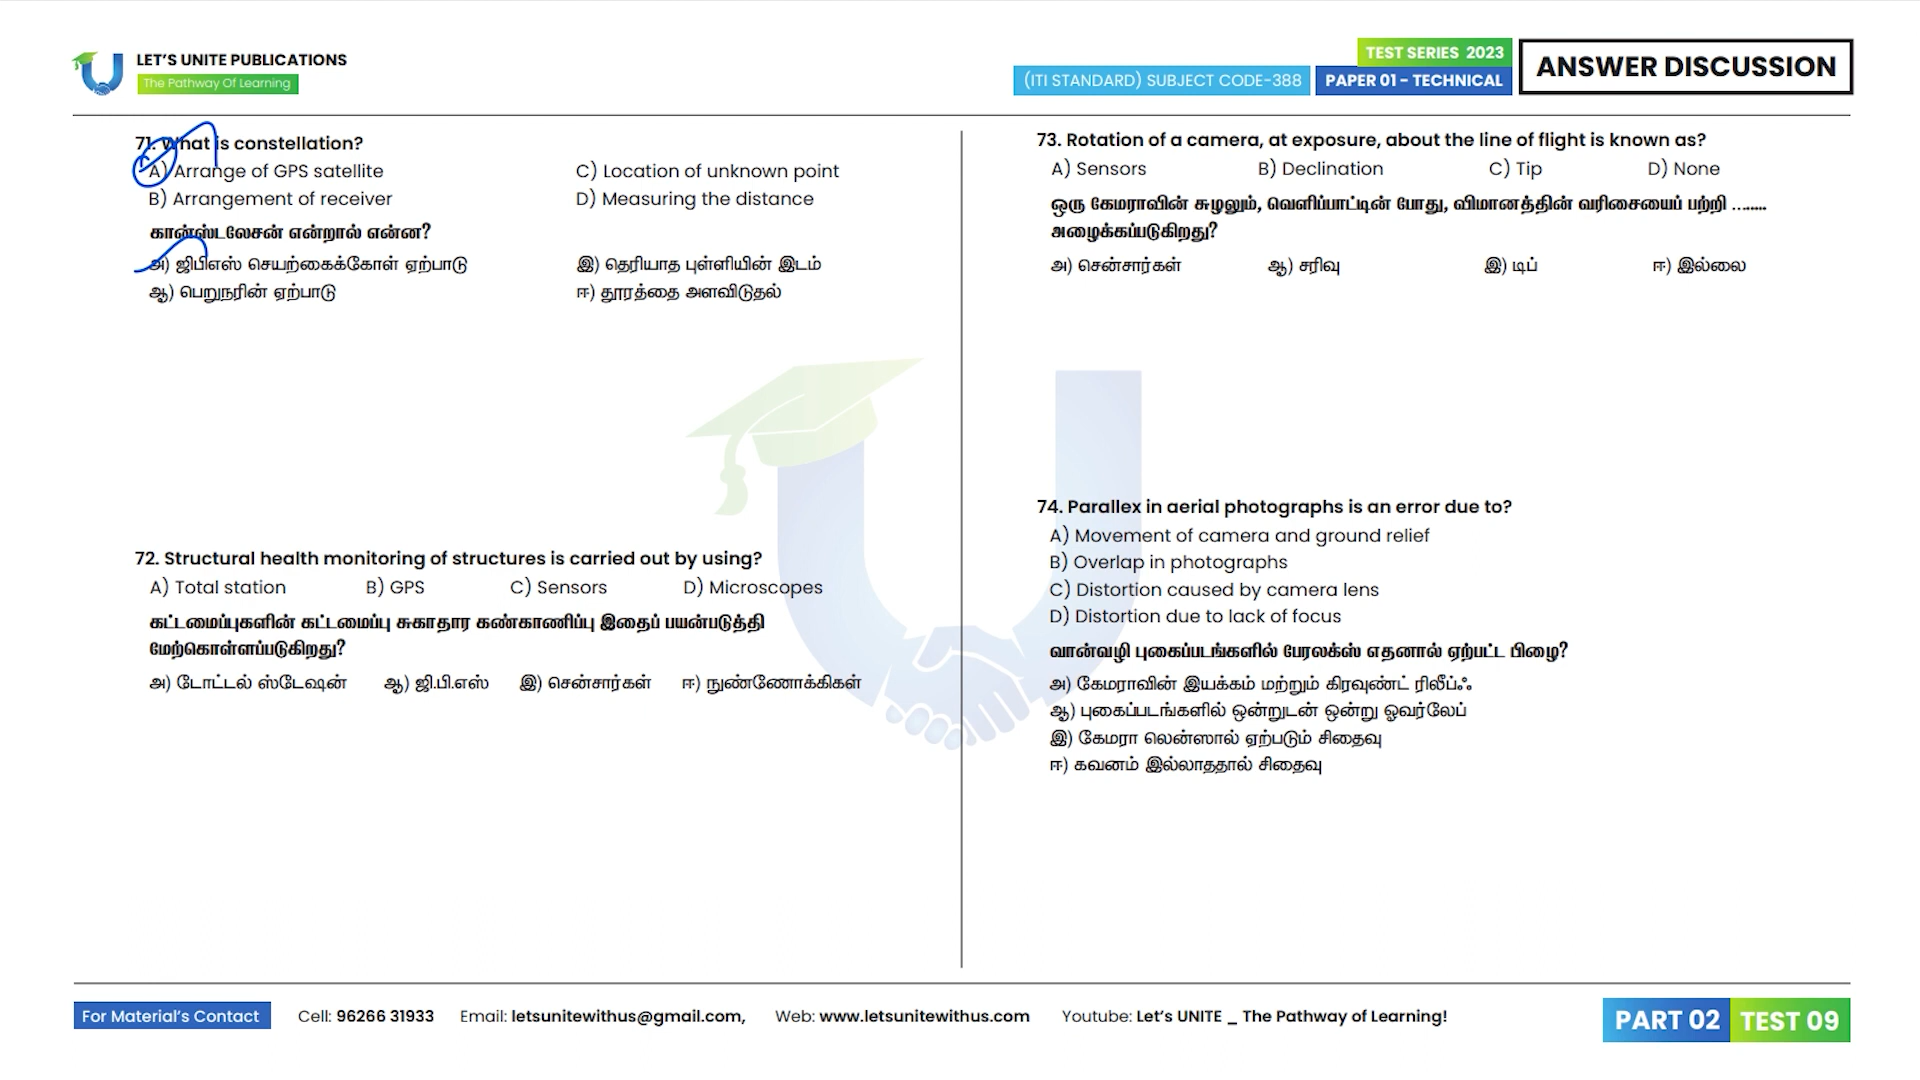 LET'S UNITE PUBLICATIONS
The Pathway Of Learning
TEST SERIES 2023
(ITI STANDARD) SUBJECT CODE-388
PAPER 01 - TECHNICAL
ANSWER DISCUSSION
71. What is constellation?
A) Arrange of GPS satellite
C) Location of unknown point
B) Arrangement of receiver
D) Measuring the distance
கான்ஸ்டலேசன் என்றால் என்ன?
அ) ஜிபிஎஸ் செயற்கைக்கோள் ஏற்பாடு
இ) தெரியாத புள்ளியின் இடம்
ஆ) பெறுநரின் ஏற்பாடு
ஈ) தூரத்தை அளவிடுதல்
72. Structural health monitoring of structures is carried out by using?
A) Total station B) GPS C) Sensors D) Microscopes
கட்டமைப்புகளின் கட்டமைப்பு சுகாதார கண்காணிப்பு இதைப் பயன்படுத்தி
மேற்கொள்ளப்படுகிறது?
அ) டோட்டல் ஸ்டேஷன் ஆ) ஜி.பி.எஸ் இ) சென்சார்கள் ஈ) நுண்ணோக்கிகள்
73. Rotation of a camera, at exposure, about the line of flight is known as?
A) Sensors B) Declination C) Tip D) None
ஒரு கேமராவின் சுழலும், வெளிப்பாட்டின் போது, விமானத்தின் வரிசையைப் பற்றி ........
அழைக்கப்படுகிறது?
அ) சென்சார்கள் ஆ) சரிவு இ) டிப் ஈ) இல்லை
74. Parallex in aerial photographs is an error due to?
A) Movement of camera and ground relief
B) Overlap in photographs
C) Distortion caused by camera lens
D) Distortion due to lack of focus
வான்வழி புகைப்படங்களில் பேரலக்ஸ் எதனால் ஏற்பட்ட பிழை?
அ) கேமராவின் இயக்கம் மற்றும் கிரவுண்ட் ரிலீப்ஃ
ஆ) புகைப்படங்களில் ஒன்றுடன் ஒன்று ஓவர்லேப்
இ) கேமரா லென்ஸால் ஏற்படும் சிதைவு
ஈ) கவனம் இல்லாததால் சிதைவு
For Material's Contact Cell: 96266 31933 Email: letsunitewithus@gmail.com, Web: www.letsunitewithus.com Youtube: Let's UNITE _ The Pathway of Learning!
PART 02 TEST 09